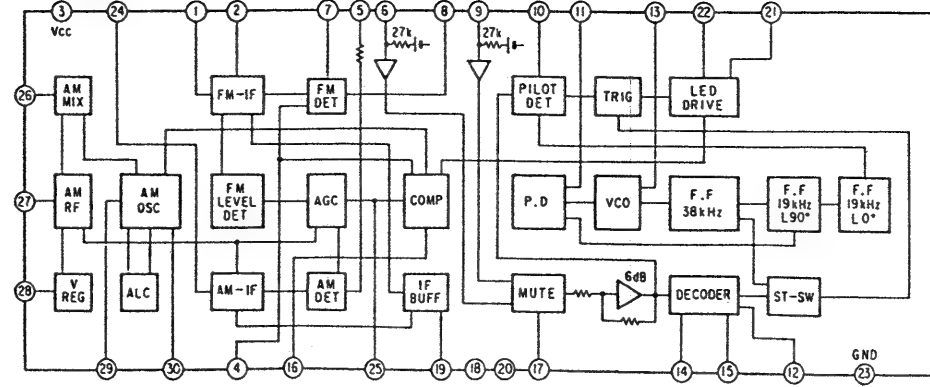 3 24 1 2 7 5 6 8 9 10 11 13 22 21
Vcc
27k
27k
26
AM
MIX
FM-IF
FM
DET
PILOT
DET
TRIG
LED
DRIVE
27
AM
RF
AM
OSC
FM
LEVEL
DET
AGC
COMP
P.D
VCO
F.F
38kHz
F.F
19kHz
L90°
F.F
19kHz
L0°
28
V
REG
ALC
AM-IF
AM
DET
IF
BUFF
MUTE
6dB
DECODER
ST-SW
GND
29 30 4 16 25 19 18 20 17 14 15 12 23